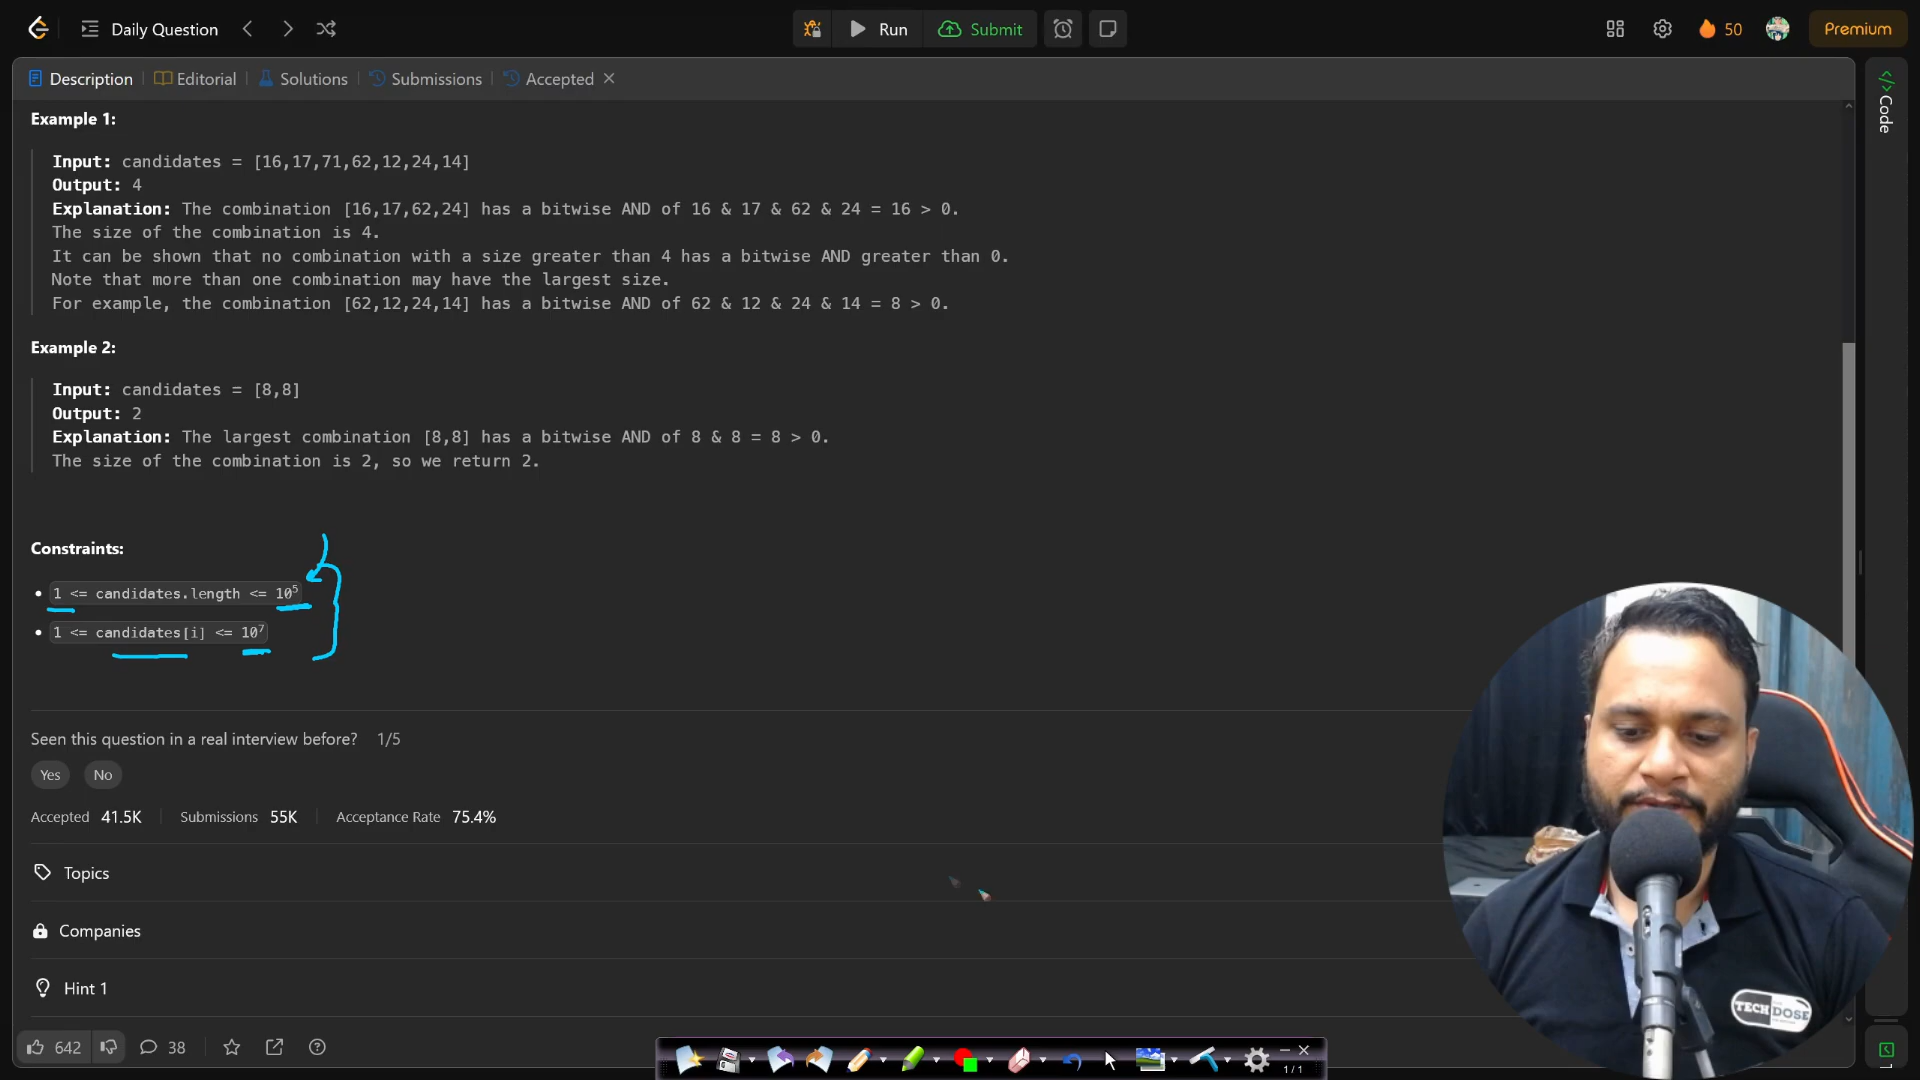 Daily Question
Run
Submit
50
Premium
Description
Editorial
Solutions
Submissions
Accepted
Code
Example 1:
Input: candidates = [16,17,71,62,12,24,14]
Output: 4
Explanation: The combination [16,17,62,24] has a bitwise AND of 16 & 17 & 62 & 24 = 16 > 0.
The size of the combination is 4.
It can be shown that no combination with a size greater than 4 has a bitwise AND greater than 0.
Note that more than one combination may have the largest size.
For example, the combination [62,12,24,14] has a bitwise AND of 62 & 12 & 24 & 14 = 8 > 0.
Example 2:
Input: candidates = [8,8]
Output: 2
Explanation: The largest combination [8,8] has a bitwise AND of 8 & 8 = 8 > 0.
The size of the combination is 2, so we return 2.
Constraints:
• 1 <= candidates.length <= 10⁵
• 1 <= candidates[i] <= 10⁷
Seen this question in a real interview before? 1/5
Yes No
Accepted 41.5K Submissions 55K Acceptance Rate 75.4%
Topics
Companies
Hint 1
642
38
1/1
TECH DOSE